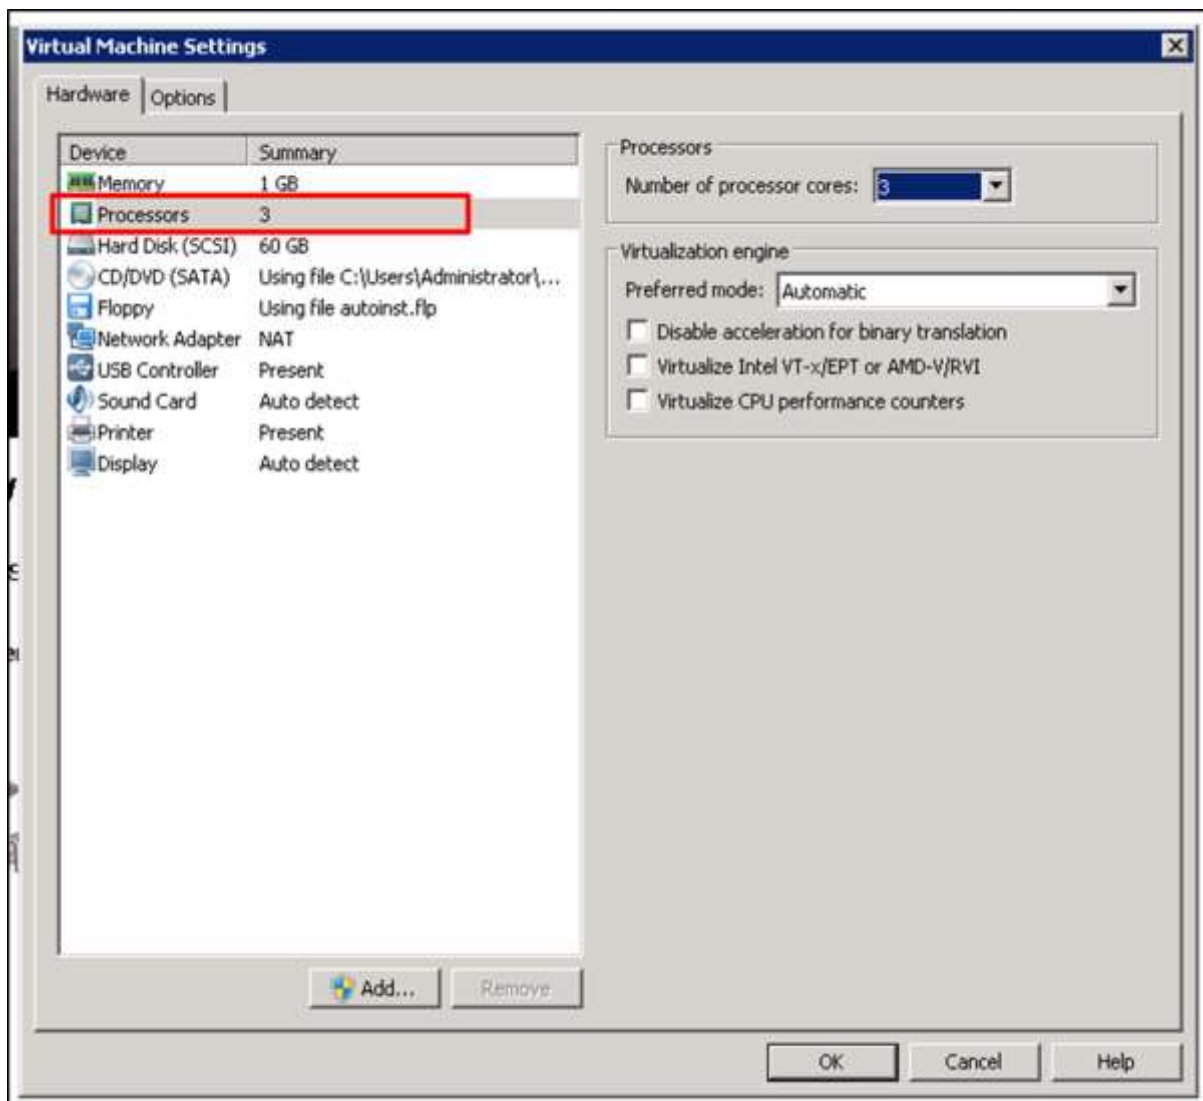 Virtual Machine Settings
Hardware Options
Device Summary
Memory 1 GB
Processors 3
Hard Disk (SCSI) 60 GB
CD/DVD (SATA) Using file C:\Users\Administrator\...
Floppy Using file autoinst.flp
Network Adapter NAT
USB Controller Present
Sound Card Auto detect
Printer Present
Display Auto detect
Add... Remove
Processors
Number of processor cores: 3
Virtualization engine
Preferred mode: Automatic
Disable acceleration for binary translation
Virtualize Intel VT-x/EPT or AMD-V/RVI
Virtualize CPU performance counters
OK Cancel Help